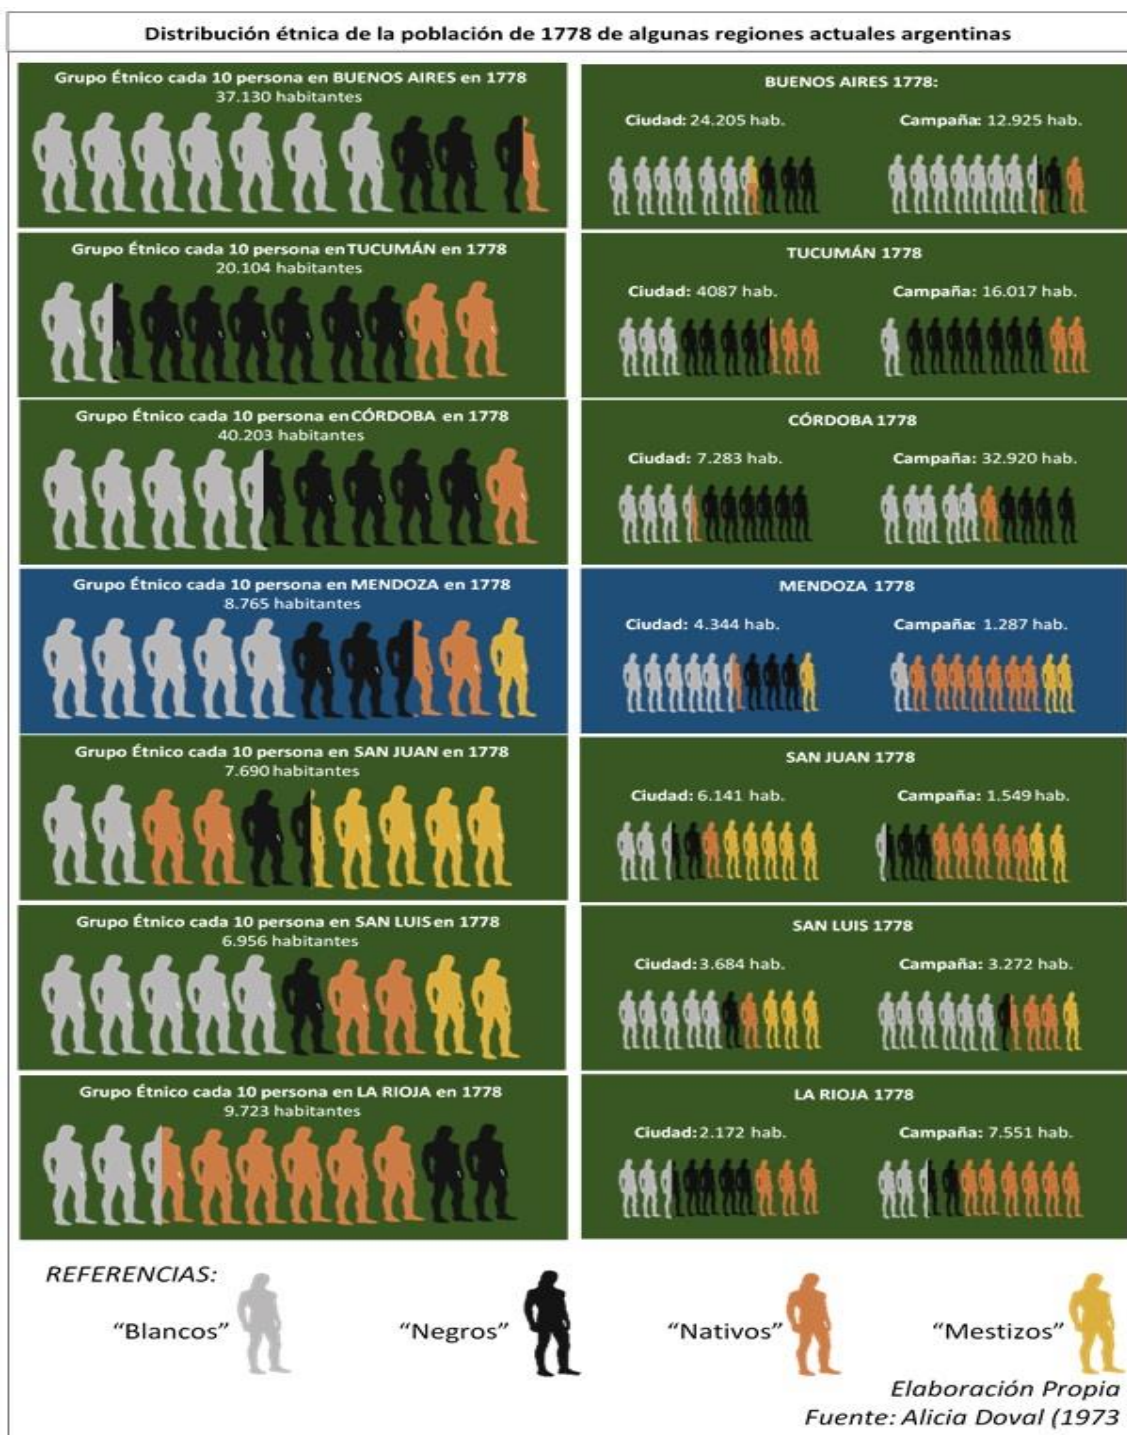 Distribución étnica de la población de 1778 de algunas regiones actuales argentinas
Grupo Étnico cada 10 persona en BUENOS AIRES en 1778
37.130 habitantes
BUENOS AIRES 1778:
Ciudad: 24.205 hab.
Campaña: 12.925 hab.
Grupo Étnico cada 10 persona en TUCUMÁN en 1778
20.104 habitantes
TUCUMÁN 1778
Ciudad: 4087 hab.
Campaña: 16.017 hab.
Grupo Étnico cada 10 persona en CÓRDOBA en 1778
40.203 habitantes
CÓRDOBA 1778
Ciudad: 7.283 hab.
Campaña: 32.920 hab.
Grupo Étnico cada 10 persona en MENDOZA en 1778
8.765 habitantes
MENDOZA 1778
Ciudad: 4.344 hab.
Campaña: 1.287 hab.
Grupo Étnico cada 10 persona en SAN JUAN en 1778
7.690 habitantes
SAN JUAN 1778
Ciudad: 6.141 hab.
Campaña: 1.549 hab.
Grupo Étnico cada 10 persona en SAN LUIS en 1778
6.956 habitantes
SAN LUIS 1778
Ciudad: 3.684 hab.
Campaña: 3.272 hab.
Grupo Étnico cada 10 persona en LA RIOJA en 1778
9.723 habitantes
LA RIOJA 1778
Ciudad: 2.172 hab.
Campaña: 7.551 hab.
REFERENCIAS:
“Blancos”
“Negros”
“Nativos”
“Mestizos”
Elaboración Propia
Fuente: Alicia Doval (1973